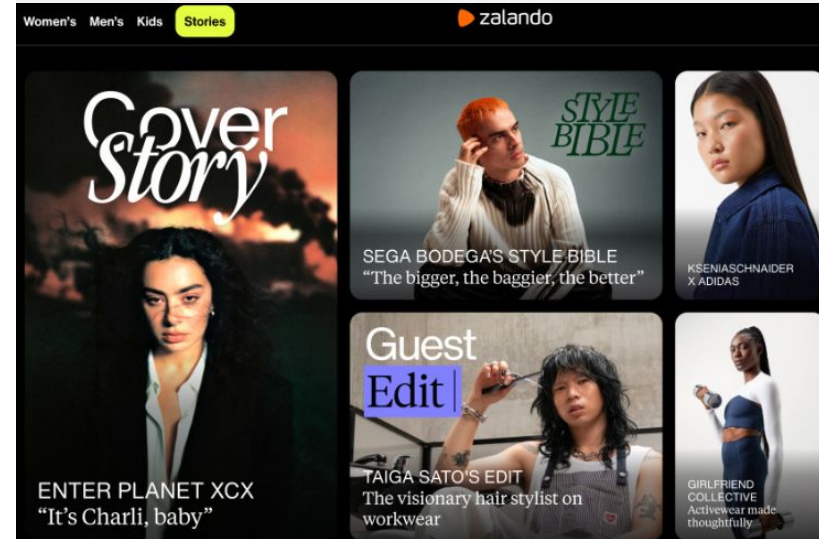 Women's Men's Kids Stories
zalando
Cover
Story
ENTER PLANET XCX
“It’s Charli, baby”
STYLE
BIBLE
SEGA BODEGA'S STYLE BIBLE
“The bigger, the baggier, the better”
KSENIASCHNAIDER
X ADIDAS
Guest
Edit
TAIGA SATO'S EDIT
The visionary hair stylist on
workwear
GIRLFRIEND
COLLECTIVE
Activewear made
thoughtfully